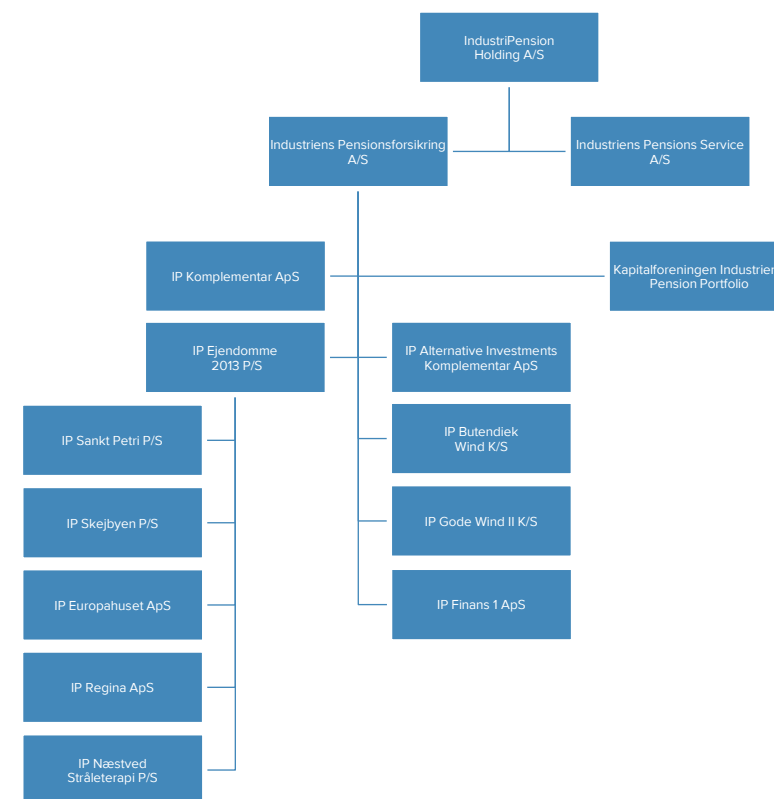 IndustriPension
Holding A/S
Industriens Pensionsforsikring
A/S
Industriens Pensions Service
A/S
IP Komplementar ApS
Kapitalforeningen Industrien
Pension Portfolio
IP Ejendomme
2013 P/S
IP Alternative Investments
Komplementar ApS
IP Sankt Petri P/S
IP Butendiek
Wind K/S
IP Skejbyen P/S
IP Gode Wind II K/S
IP Europahuset ApS
IP Finans 1 ApS
IP Regina ApS
IP Næstved
Stråleterapi P/S